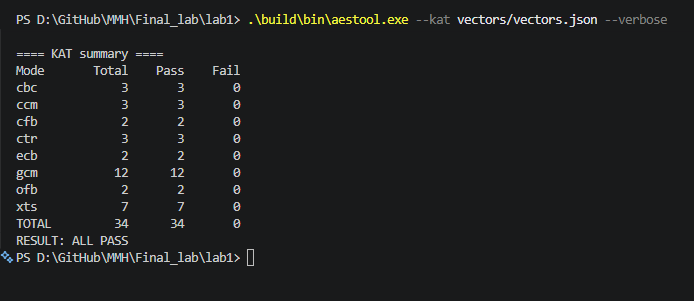 PS D:\GitHub\MMH\Final_lab\lab1> .\build\bin\aestool.exe --kat vectors/vectors.json --verbose
==== KAT summary ====
Mode Total Pass Fail
cbc 3 3 0
ccm 3 3 0
cfb 2 2 0
ctr 3 3 0
ecb 2 2 0
gcm 12 12 0
ofb 2 2 0
xts 7 7 0
TOTAL 34 34 0
RESULT: ALL PASS
PS D:\GitHub\MMH\Final_lab\lab1>